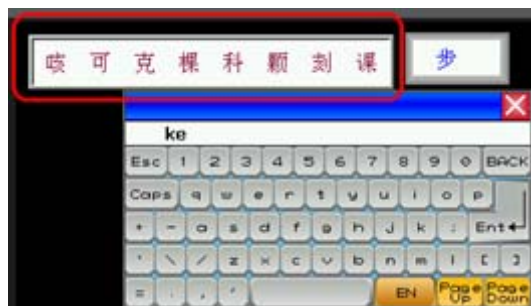 咳 可 克 棵 科 颗 刻 课 步
ke
Esc 1 2 3 4 5 6 7 8 9 0 BACK
Caps q w e r t y u i o p
+ - a s d f g h j k ; Ent
' \ / z x c v b n m l [ ]
= . , ' EN Page Up Page Down